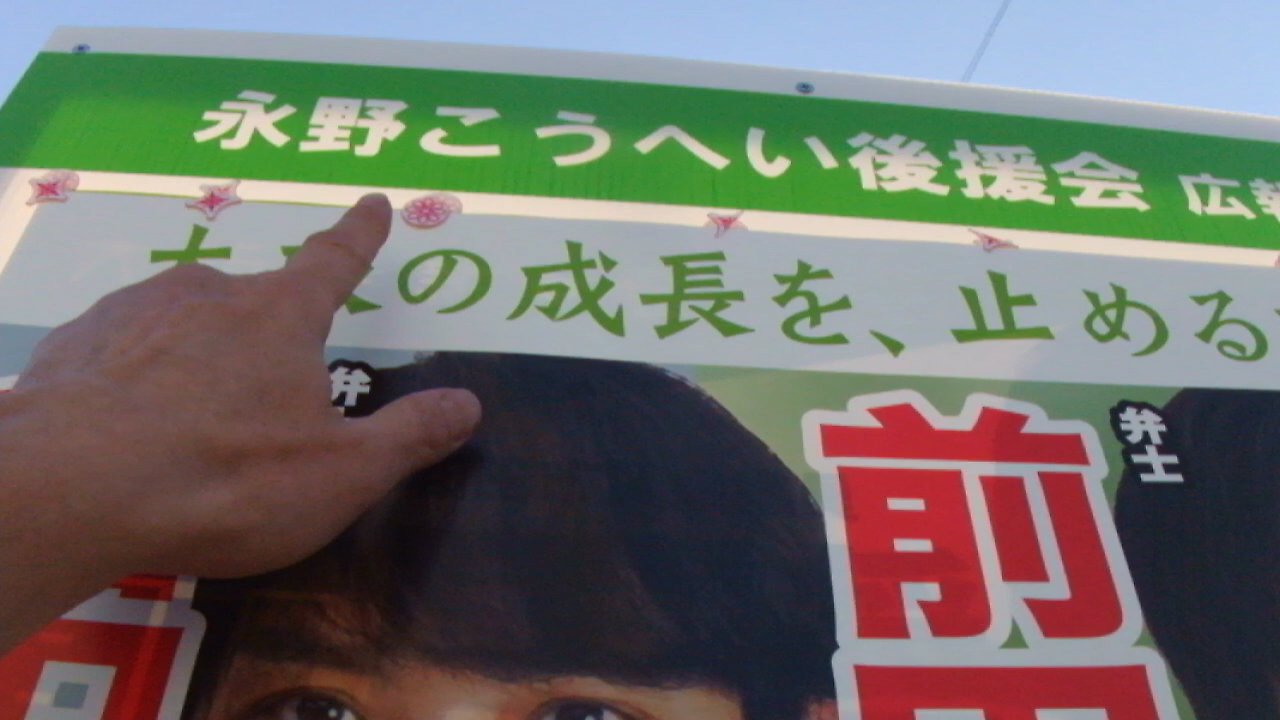 永野こうへい後援会 広報
の成長を、止める
弁
弁士
前